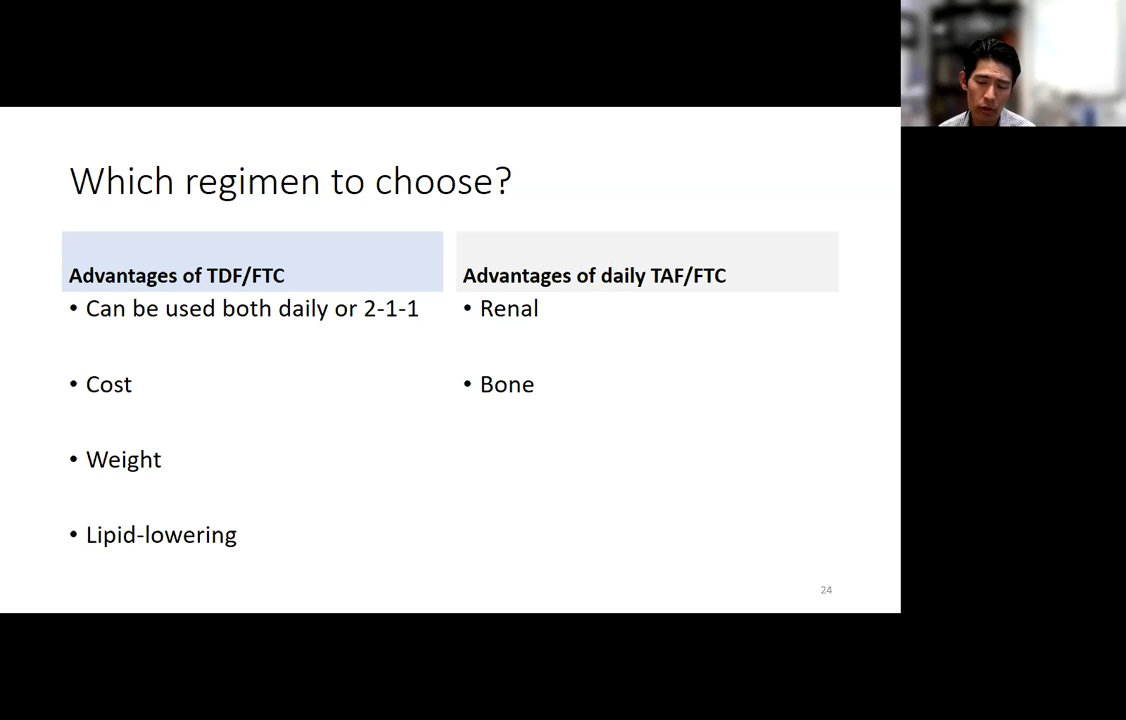 Which regimen to choose?
Advantages of TDF/FTC
• Can be used both daily or 2-1-1
• Cost
• Weight
• Lipid-lowering
Advantages of daily TAF/FTC
• Renal
• Bone
24